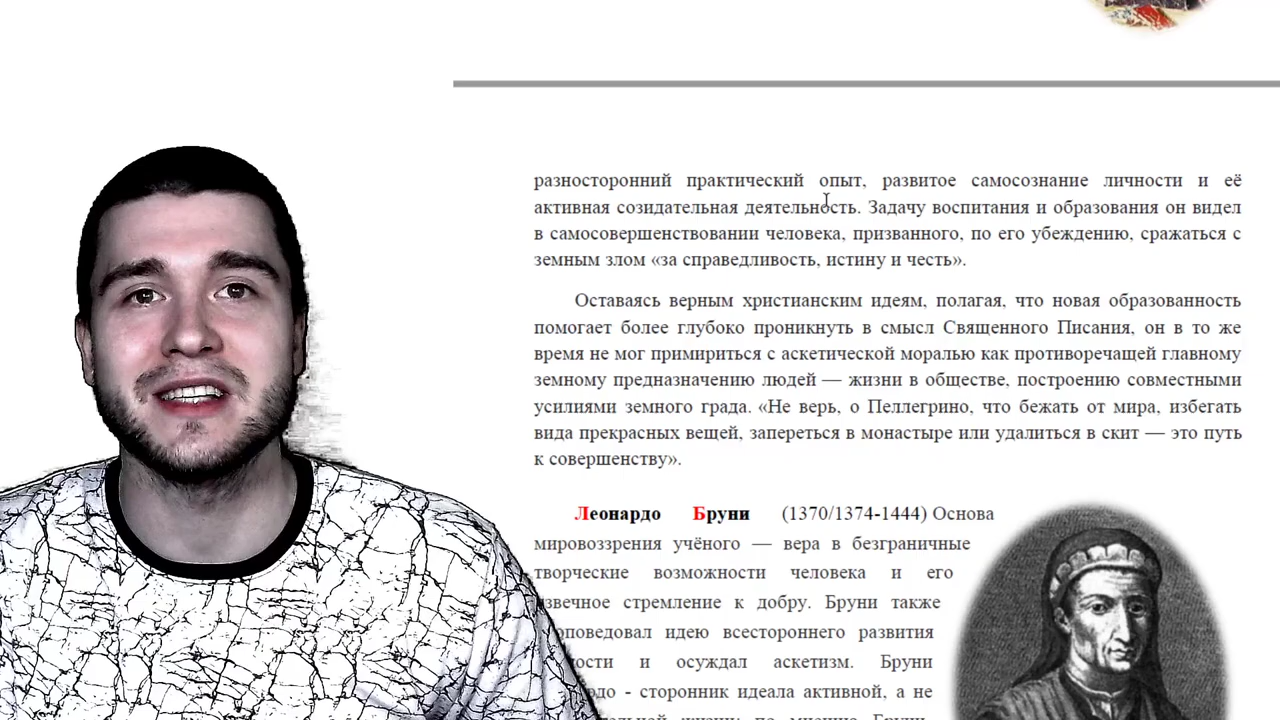 разносторонний практический опыт, развитое самосознание личности и её
активная созидательная деятельность. Задачу воспитания и образования он видел
в самосовершенствовании человека, призванного, по его убеждению, сражаться с
земным злом «за справедливость, истину и честь».
Оставаясь верным христианским идеям, полагая, что новая образованность
помогает более глубоко проникнуть в смысл Священного Писания, он в то же
время не мог примириться с аскетической моралью как противоречащей главному
земному предназначению людей — жизни в обществе, построению совместными
усилиями земного града. «Не верь, о Пеллегрино, что бежать от мира, избегать
вида прекрасных вещей, запереться в монастыре или удалиться в скит — это путь
к совершенству».
Леонардо Бруни (1370/1374-1444) Основа
мировоззрения учёного — вера в безграничные
творческие возможности человека и его
стремление к добру. Бруни также
идею всестороннего развития
и осуждал аскетизм. Бруни
- сторонник идеала активной, а не